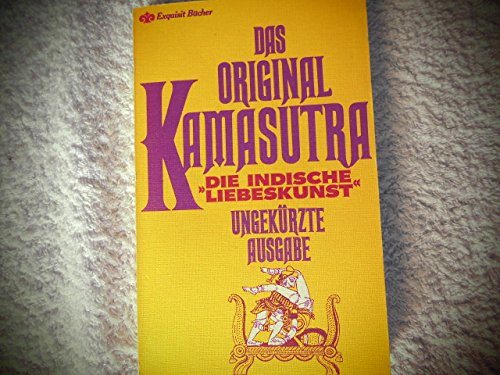 Exquisit Bücher
DAS
ORIGINAL
KAMASUTRA
»DIE INDISCHE
LIEBESKUNST«
UNGEKÜRZTE
AUSGABE